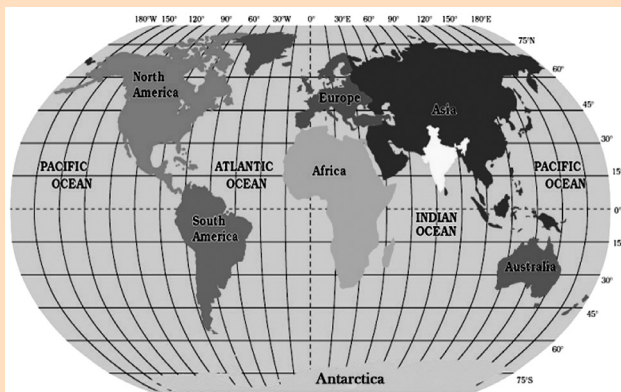 180°W 150° 120° 90° 60° 30°W 0° 30°E 60° 90° 120° 150° 180°E
75°N
60°
45°
30°
15°
0°
15°
30°
45°
60°
75°S
North
America
Europe
Asia
PACIFIC
OCEAN
ATLANTIC
OCEAN
Africa
PACIFIC
OCEAN
South
America
INDIAN
OCEAN
Australia
Antarctica